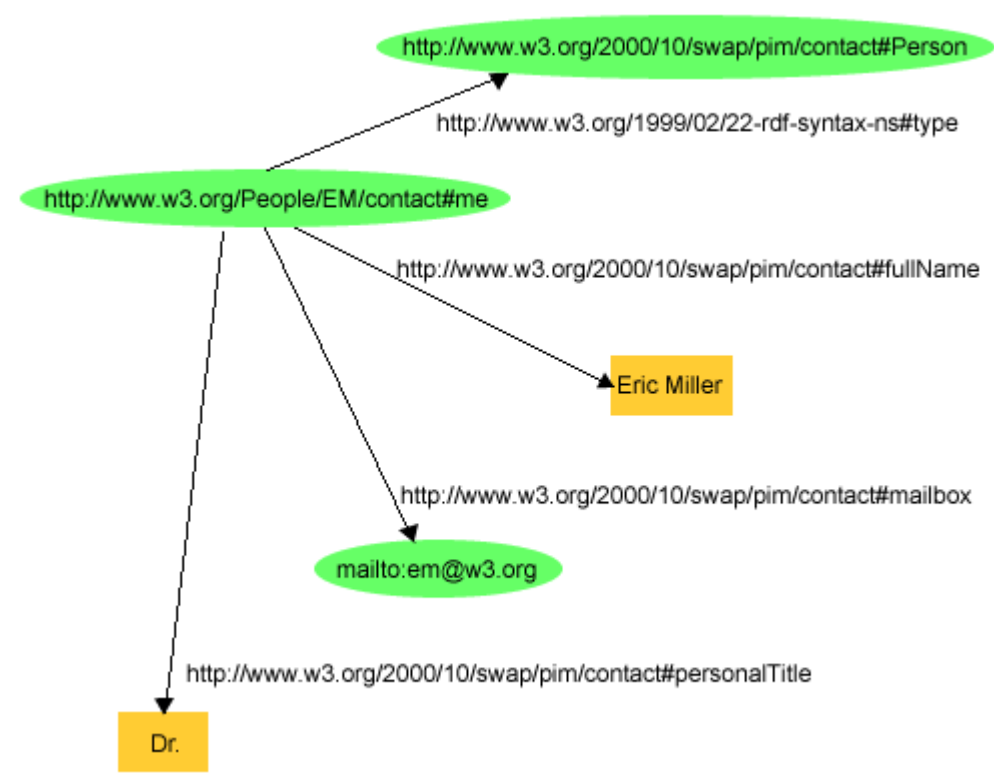 http://www.w3.org/2000/10/swap/pim/contact#Person
http://www.w3.org/1999/02/22-rdf-syntax-ns#type
http://www.w3.org/People/EM/contact#me
http://www.w3.org/2000/10/swap/pim/contact#fullName
Eric Miller
http://www.w3.org/2000/10/swap/pim/contact#mailbox
mailto:em@w3.org
http://www.w3.org/2000/10/swap/pim/contact#personalTitle
Dr.